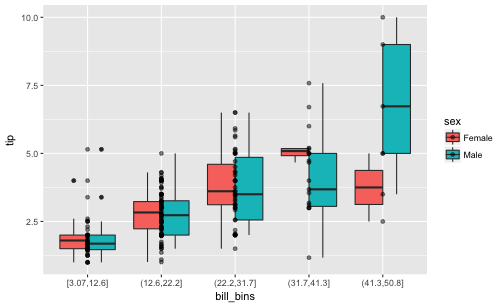 10.0
7.5
5.0
2.5
tip
[3.07,12.6]
(12.6,22.2]
(22.2,31.7]
(31.7,41.3]
(41.3,50.8]
bill_bins
sex
Female
Male